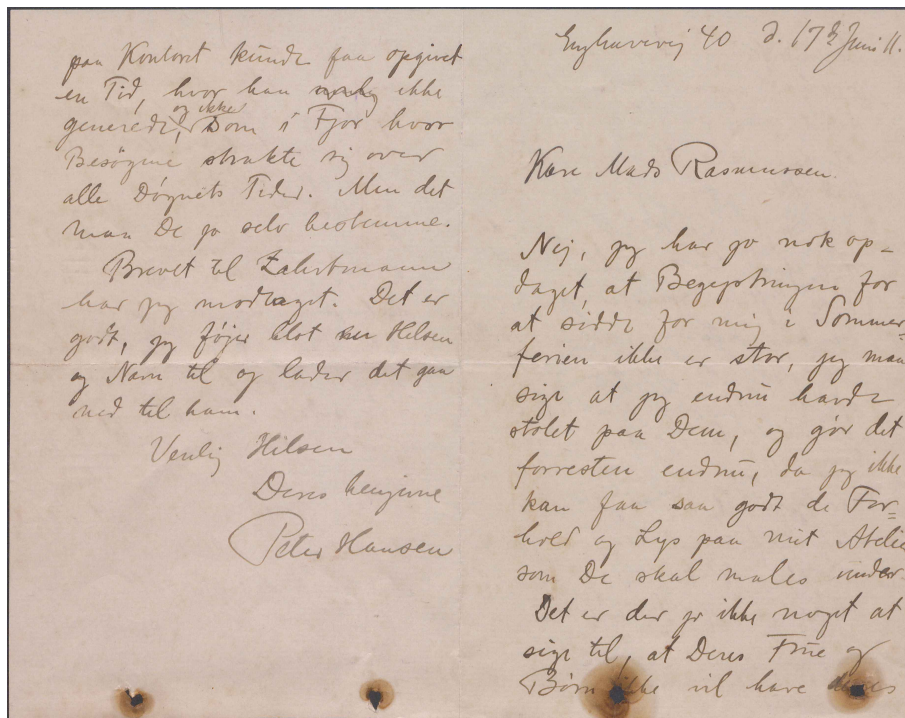 Enghavevej 40 d. 17de Juni 11.
Kære Mads Rasmussen.
Nej, jeg har jo nok op-
daget, at Begejstringen for
at sidde for mig i Sommer=
ferien ikke er stor, jeg maa
sige at jeg endnu havde
stolet paa Dem, og gør det
forresten endnu, da jeg ikke
kan faa saa godt de For=
hold og Lys paa mit Atelie
som De skal males under.
Det er der jo ikke noget at
sige til, at Deres Frue og
Børn ikke vil have deres
paa Kontoret kunde faa opgivet
en Tid, hvor han ikke
generede, og ikke som i Fjor hvor
Besøgene strakte sig over
alle Døgnets Tider. Men det
maa De jo selv bestemme.
Brevet til Zahrtmann
har jeg modtaget. Det er
godt, jeg føjer blot en Hilsen
og Navn til og lader det gaa
ned til ham.
Venlig Hilsen
Deres hengivne
Peter Hansen